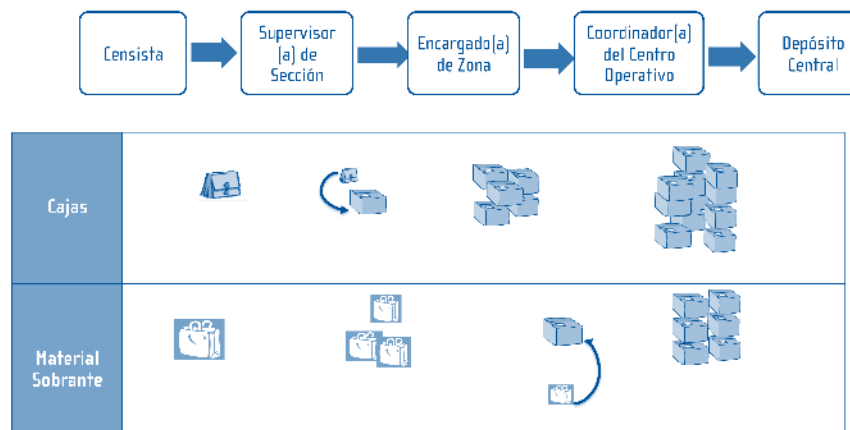 Censista
Supervisor
(a) de
Sección
Encargado(a)
de Zona
Coordinador(a)
del Centro
Operativo
Depósito
Central
Cajas
Material
Sobrante